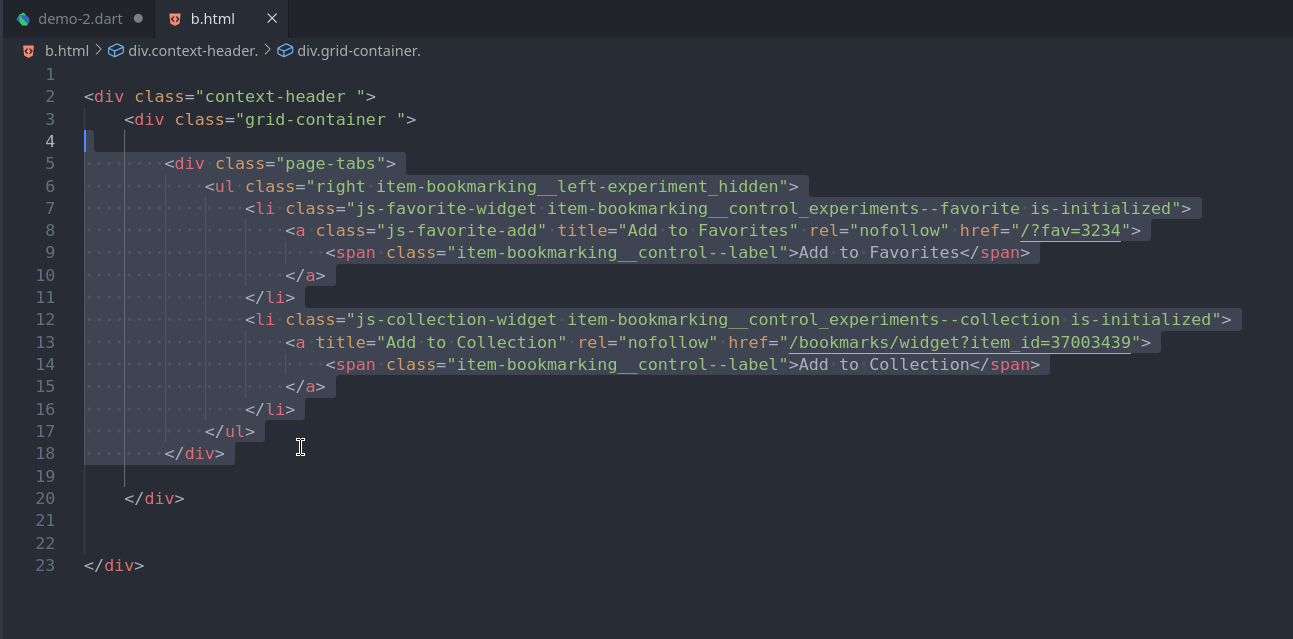 demo-2.dart b.html
b.html > div.context-header. > div.grid-container.
1
2 <div class="context-header ">
3 <div class="grid-container ">
4
5 <div class="page-tabs">
6 <ul class="right item-bookmarking__left-experiment_hidden">
7 <li class="js-favorite-widget item-bookmarking__control_experiments--favorite is-initialized">
8 <a class="js-favorite-add" title="Add to Favorites" rel="nofollow" href="/?fav=3234">
9 <span class="item-bookmarking__control--label">Add to Favorites</span>
10 </a>
11 </li>
12 <li class="js-collection-widget item-bookmarking__control_experiments--collection is-initialized">
13 <a title="Add to Collection" rel="nofollow" href="/bookmarks/widget?item_id=37003439">
14 <span class="item-bookmarking__control--label">Add to Collection</span>
15 </a>
16 </li>
17 </ul>
18 </div>
19
20 </div>
21
22
23 </div>